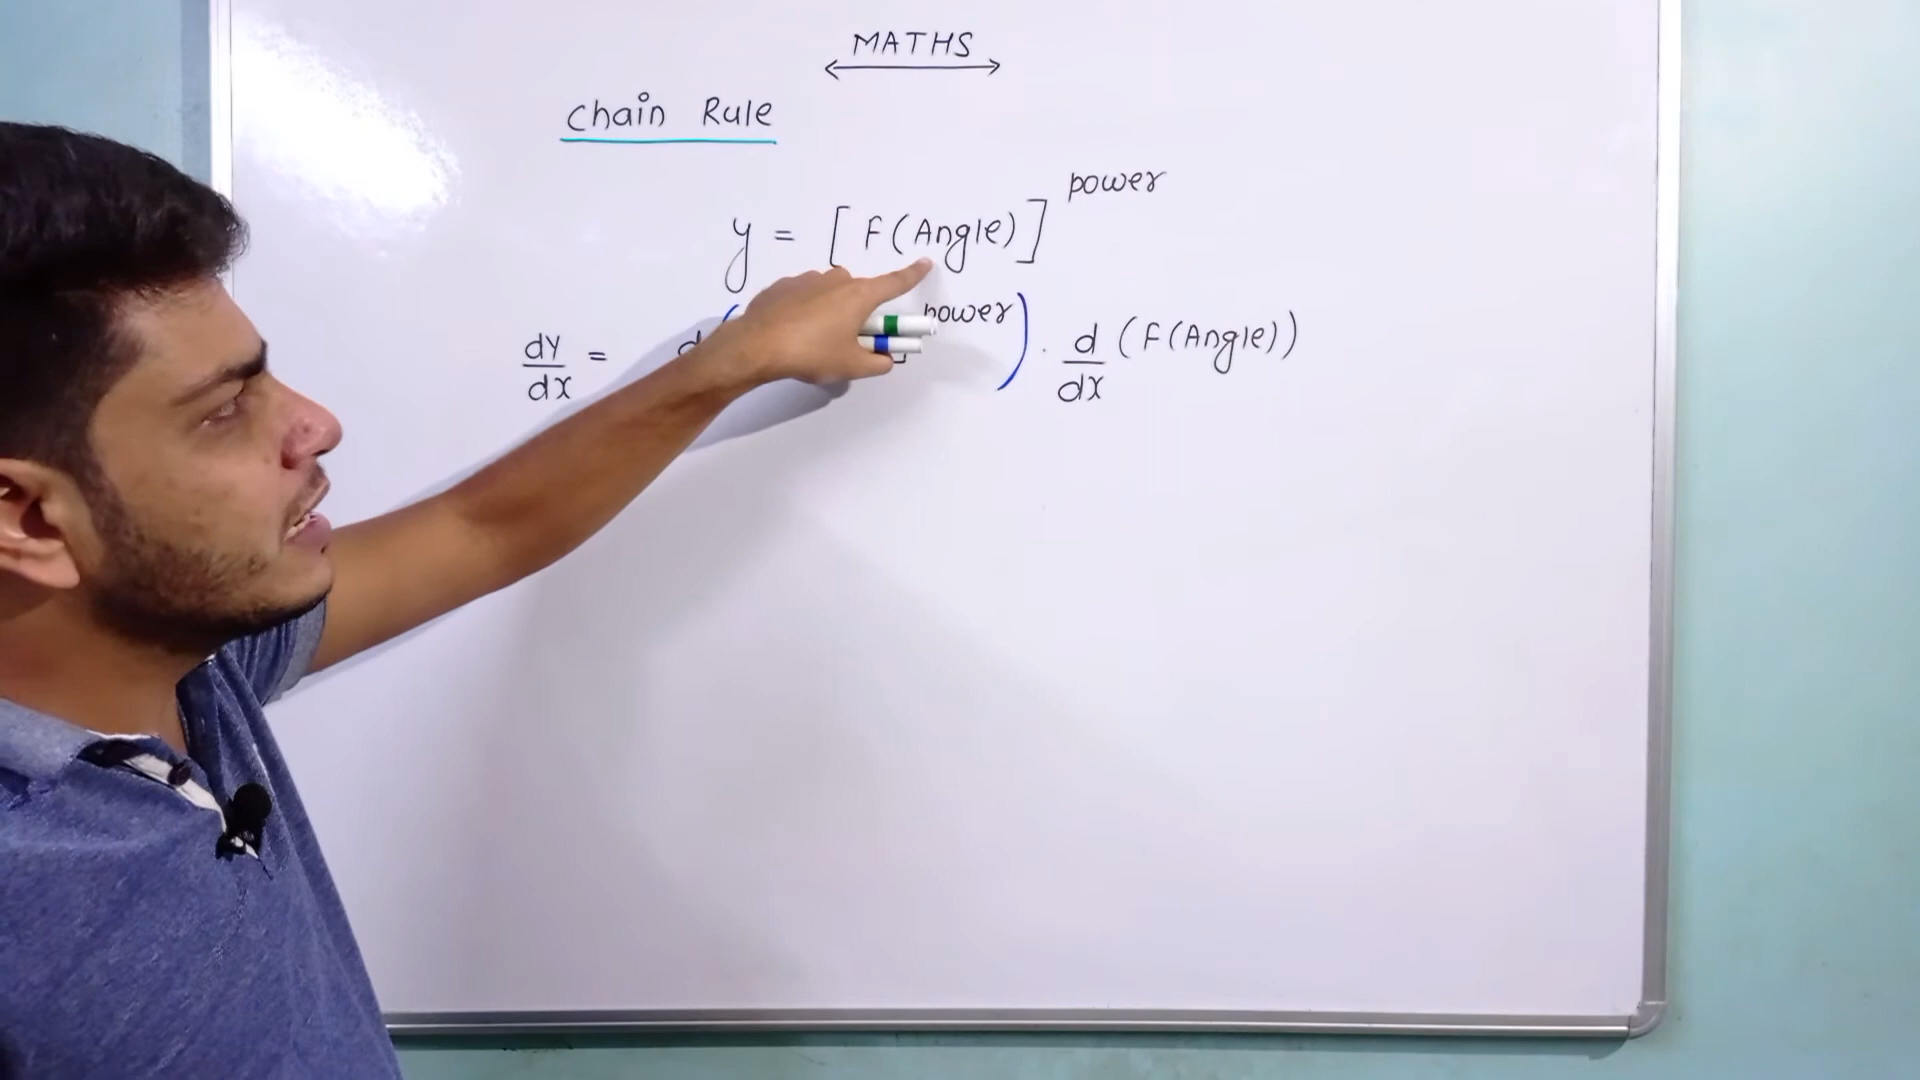 MATHS
Chain Rule
y = [F(Angle)]^power
dY/dx = d( power) . d/dx (F(Angle))